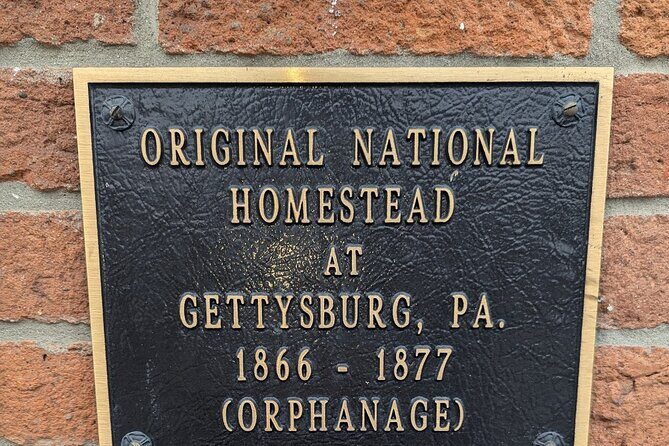 ORIGINAL NATIONAL
HOMESTEAD
AT
GETTYSBURG, PA.
1866 - 1877
(ORPHANAGE)